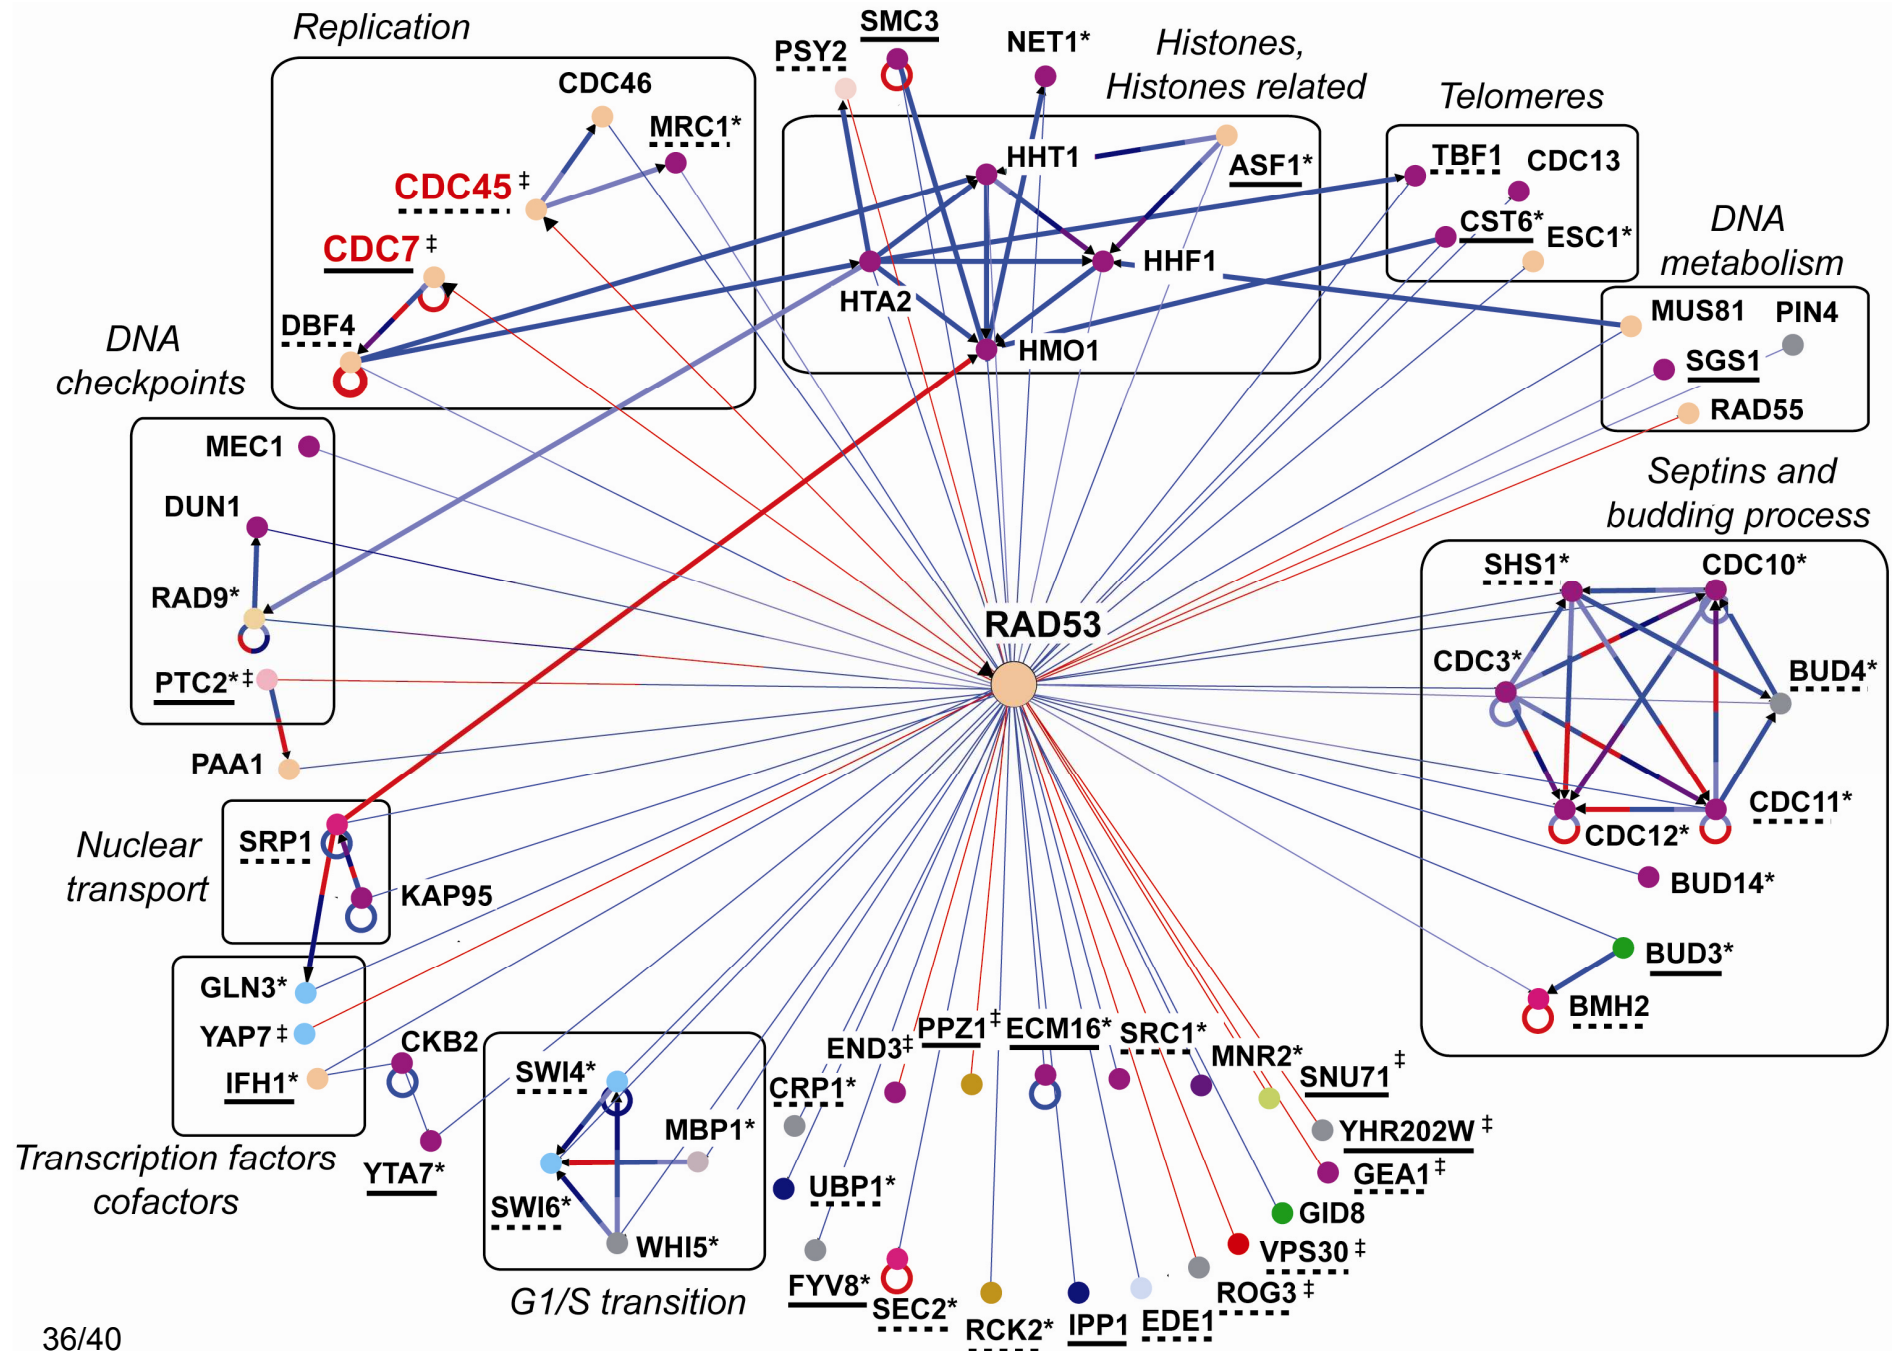 Replication
CDC46
MRC1*
CDC45 ‡
CDC7 ‡
DBF4
PSY2
SMC3
NET1*
Histones,
Histones related
HHT1
ASF1*
HHF1
HTA2
HMO1
Telomeres
TBF1
CDC13
CST6*
ESC1*
DNA
metabolism
MUS81
PIN4
SGS1
RAD55
DNA
checkpoints
MEC1
DUN1
RAD9*
PTC2*‡
PAA1
RAD53
Septins and
budding process
SHS1*
CDC10*
CDC3*
BUD4*
CDC11*
CDC12*
BUD14*
BUD3*
BMH2
Nuclear
transport
SRP1
KAP95
GLN3*
YAP7 ‡
IFH1*
CKB2
Transcription factors
cofactors
YTA7*
SWI4*
MBP1*
SWI6*
WHI5*
G1/S transition
END3‡
PPZ1‡
ECM16*
SRC1*
MNR2*
SNU71 ‡
CRP1*
YHR202W ‡
GEA1‡
UBP1*
GID8
VPS30 ‡
FYV8*
SEC2*
RCK2*
IPP1
EDE1
ROG3 ‡
36/40